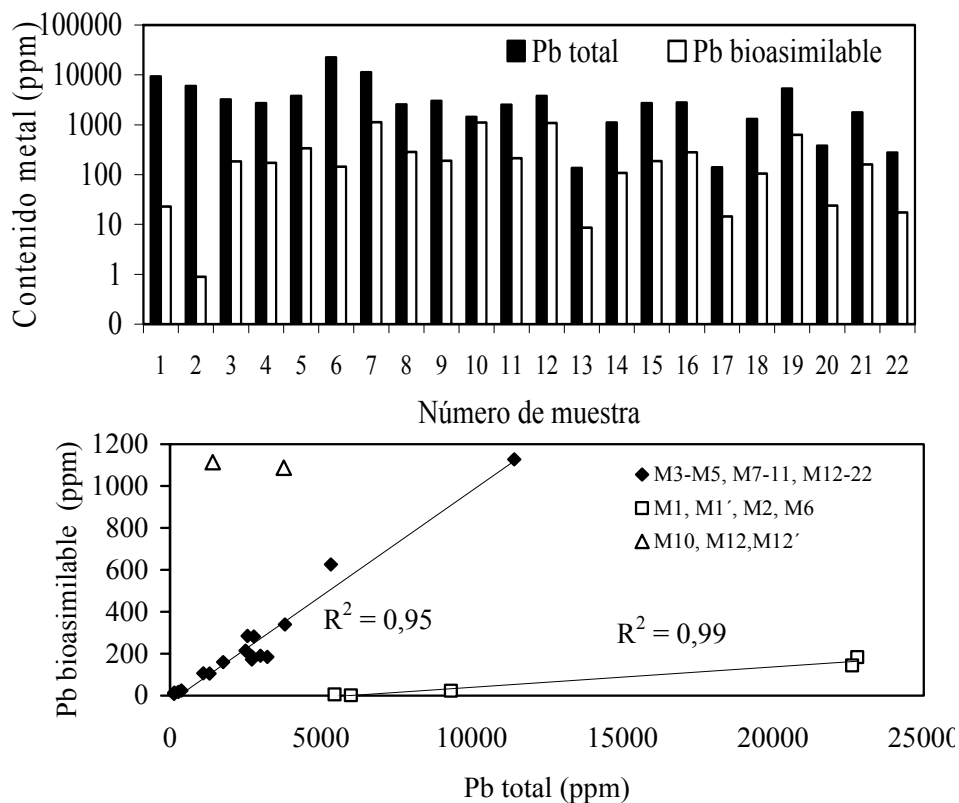 100000
10000
1000
100
10
1
0
Contenido metal (ppm)
Pb total
Pb bioasimilable
1 2 3 4 5 6 7 8 9 10 11 12 13 14 15 16 17 18 19 20 21 22
Número de muestra
1200
1000
800
600
400
200
0
Pb bioasimilable (ppm)
M3-M5, M7-11, M12-22
M1, M1´, M2, M6
M10, M12,M12´
R² = 0,95
R² = 0,99
0 5000 10000 15000 20000 25000
Pb total (ppm)